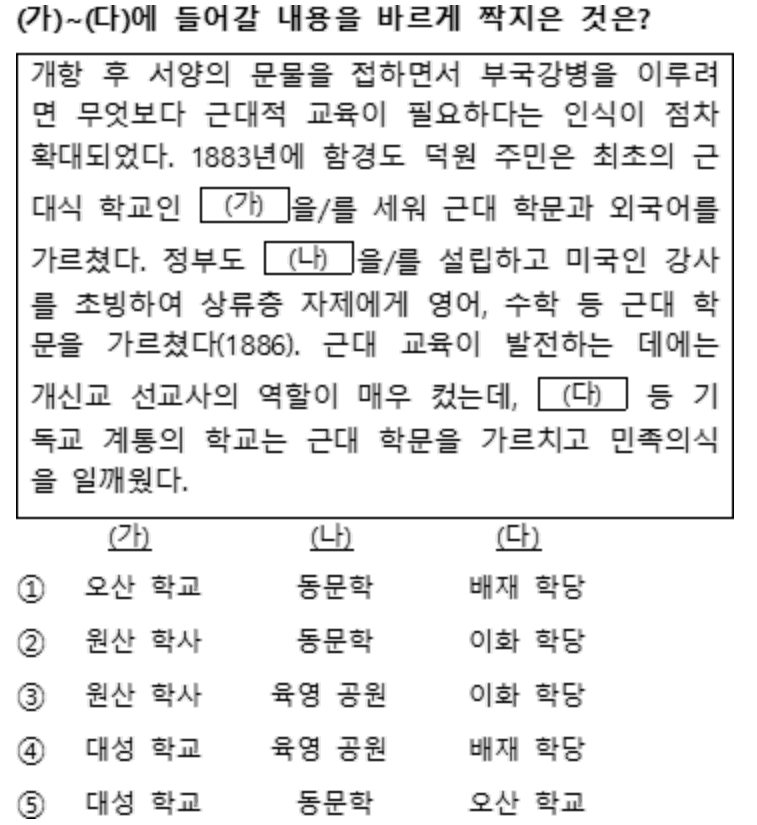 (가)~(다)에 들어갈 내용을 바르게 짝지은 것은?
개항 후 서양의 문물을 접하면서 부국강병을 이루려
면 무엇보다 근대적 교육이 필요하다는 인식이 점차
확대되었다. 1883년에 함경도 덕원 주민은 최초의 근
대식 학교인 (가) 을/를 세워 근대 학문과 외국어를
가르쳤다. 정부도 (나) 을/를 설립하고 미국인 강사
를 초빙하여 상류층 자제에게 영어, 수학 등 근대 학
문을 가르쳤다(1886). 근대 교육이 발전하는 데에는
개신교 선교사의 역할이 매우 컸는데, (다) 등 기
독교 계통의 학교는 근대 학문을 가르치고 민족의식
을 일깨웠다.
(가) (나) (다)
① 오산 학교 동문학 배재 학당
② 원산 학사 동문학 이화 학당
③ 원산 학사 육영 공원 이화 학당
④ 대성 학교 육영 공원 배재 학당
⑤ 대성 학교 동문학 오산 학교